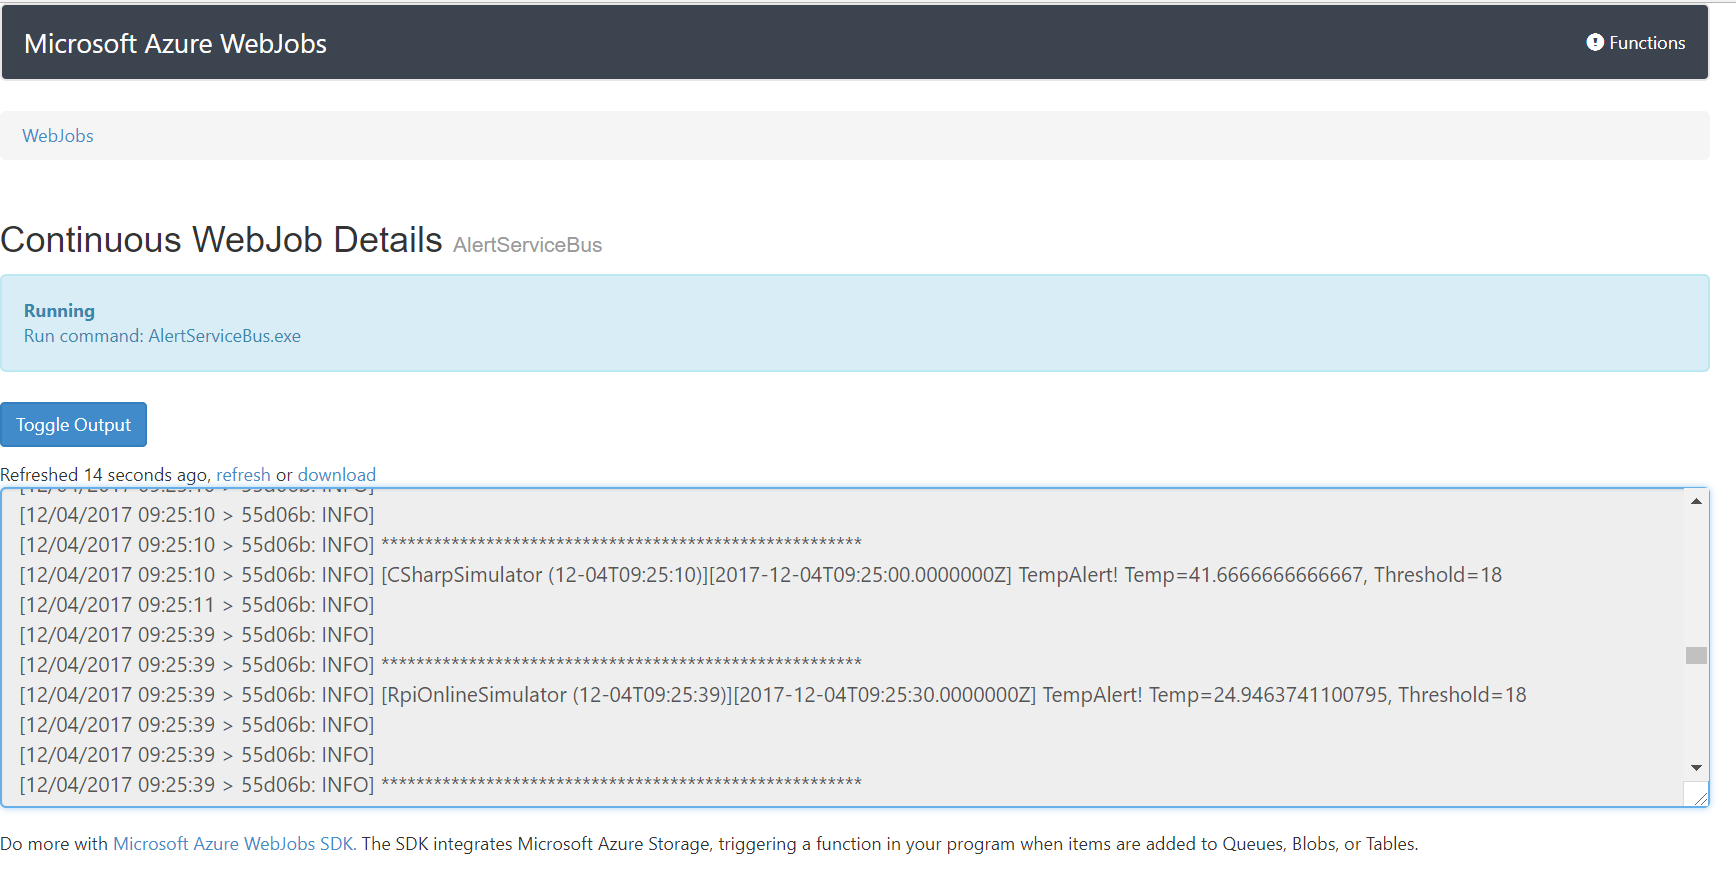 Microsoft Azure WebJobs
Functions
WebJobs
Continuous WebJob Details AlertServiceBus
Running
Run command: AlertServiceBus.exe
Toggle Output
Refreshed 14 seconds ago, refresh or download
[12/04/2017 09:25:10 > 55d06b: INFO]
[12/04/2017 09:25:10 > 55d06b: INFO]
[12/04/2017 09:25:10 > 55d06b: INFO] *******************************************************
[12/04/2017 09:25:10 > 55d06b: INFO] [CSharpSimulator (12-04T09:25:10)][2017-12-04T09:25:00.0000000Z] TempAlert! Temp=41.6666666666667, Threshold=18
[12/04/2017 09:25:11 > 55d06b: INFO]
[12/04/2017 09:25:39 > 55d06b: INFO]
[12/04/2017 09:25:39 > 55d06b: INFO] *******************************************************
[12/04/2017 09:25:39 > 55d06b: INFO] [RpiOnlineSimulator (12-04T09:25:39)][2017-12-04T09:25:30.0000000Z] TempAlert! Temp=24.9463741100795, Threshold=18
[12/04/2017 09:25:39 > 55d06b: INFO]
[12/04/2017 09:25:39 > 55d06b: INFO]
[12/04/2017 09:25:39 > 55d06b: INFO] *******************************************************
Do more with Microsoft Azure WebJobs SDK. The SDK integrates Microsoft Azure Storage, triggering a function in your program when items are added to Queues, Blobs, or Tables.